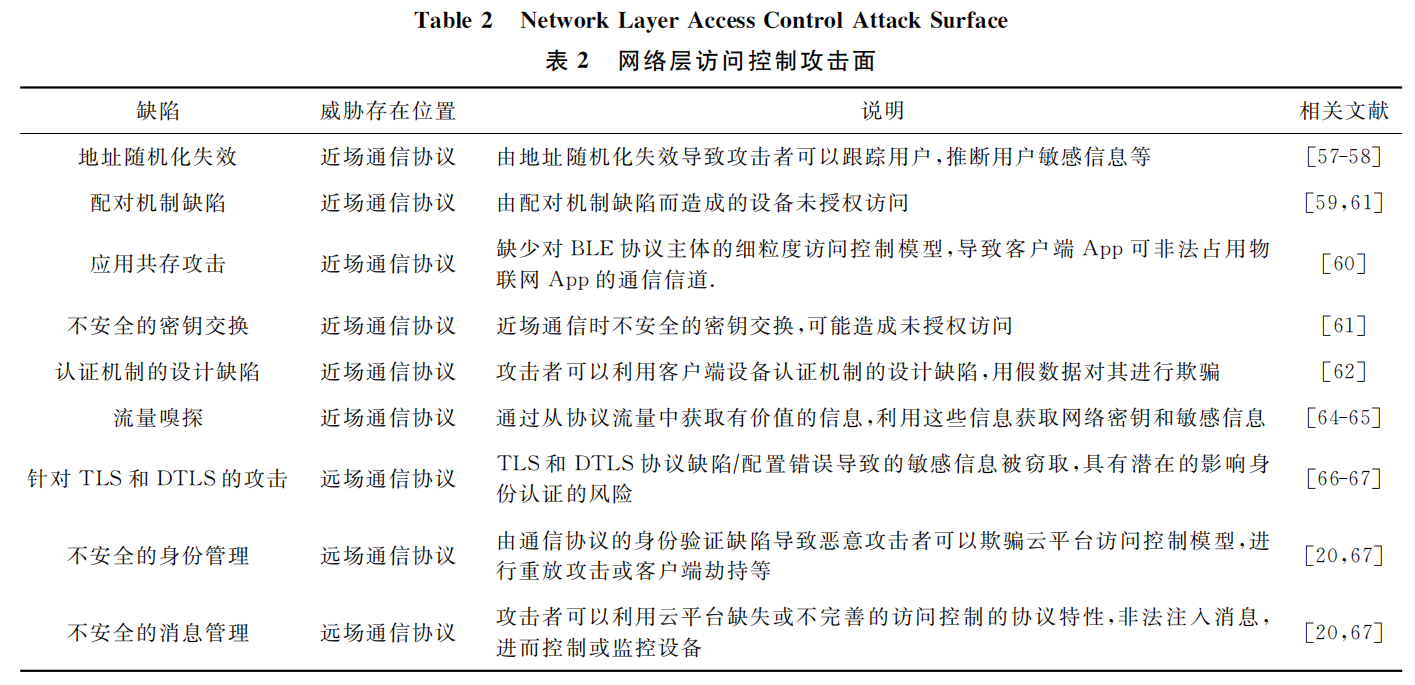 Table 2 Network Layer Access Control Attack Surface
表 2 网络层访问控制攻击面
缺陷 威胁存在位置 说明 相关文献
地址随机化失效 近场通信协议 由地址随机化失效导致攻击者可以跟踪用户,推断用户敏感信息等 [57-58]
配对机制缺陷 近场通信协议 由配对机制缺陷而造成的设备未授权访问 [59,61]
应用共存攻击 近场通信协议 缺少对 BLE 协议主体的细粒度访问控制模型,导致客户端 App 可非法占用物
联网 App 的通信信道. [60]
不安全的密钥交换 近场通信协议 近场通信时不安全的密钥交换,可能造成未授权访问 [61]
认证机制的设计缺陷 近场通信协议 攻击者可以利用客户端设备认证机制的设计缺陷,用假数据对其进行欺骗 [62]
流量嗅探 近场通信协议 通过从协议流量中获取有价值的信息,利用这些信息获取网络密钥和敏感信息 [64-65]
针对 TLS 和 DTLS 的攻击 远场通信协议 TLS 和 DTLS 协议缺陷/配置错误导致的敏感信息被窃取,具有潜在的影响身
份认证的风险 [66-67]
不安全的身份管理 远场通信协议 由通信协议的身份验证缺陷导致恶意攻击者可以欺骗云平台访问控制模型,进
行重放攻击或客户端劫持等 [20,67]
不安全的消息管理 远场通信协议 攻击者可以利用云平台缺失或不完善的访问控制的协议特性,非法注入消息,
进而控制或监控设备 [20,67]